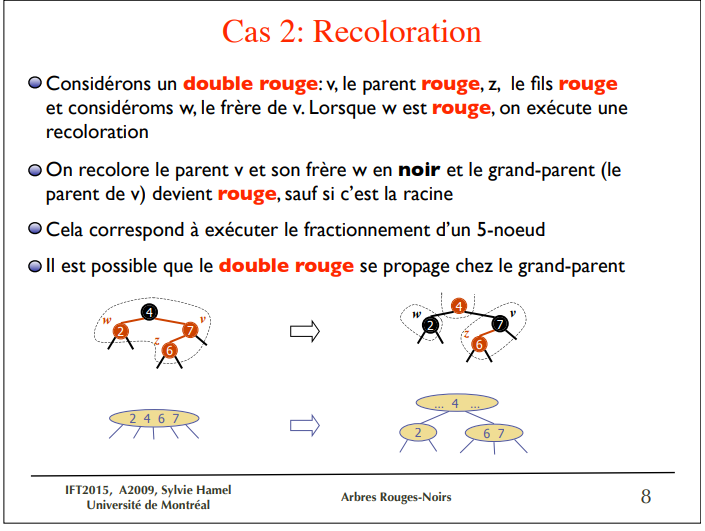 Cas 2: Recoloration
Considérons un double rouge: v, le parent rouge, z, le fils rouge
et considéroms w, le frère de v. Lorsque w est rouge, on exécute une
recoloration
On recolore le parent v et son frère w en noir et le grand-parent (le
parent de v) devient rouge, sauf si c'est la racine
Cela correspond à exécuter le fractionnement d'un 5-noeud
Il est possible que le double rouge se propage chez le grand-parent
4
w
v
2
7
z
6
4
w
v
2
7
z
6
2 4 6 7
... 4 ...
2
6 7
IFT2015, A2009, Sylvie Hamel
Université de Montréal
Arbres Rouges-Noirs
8